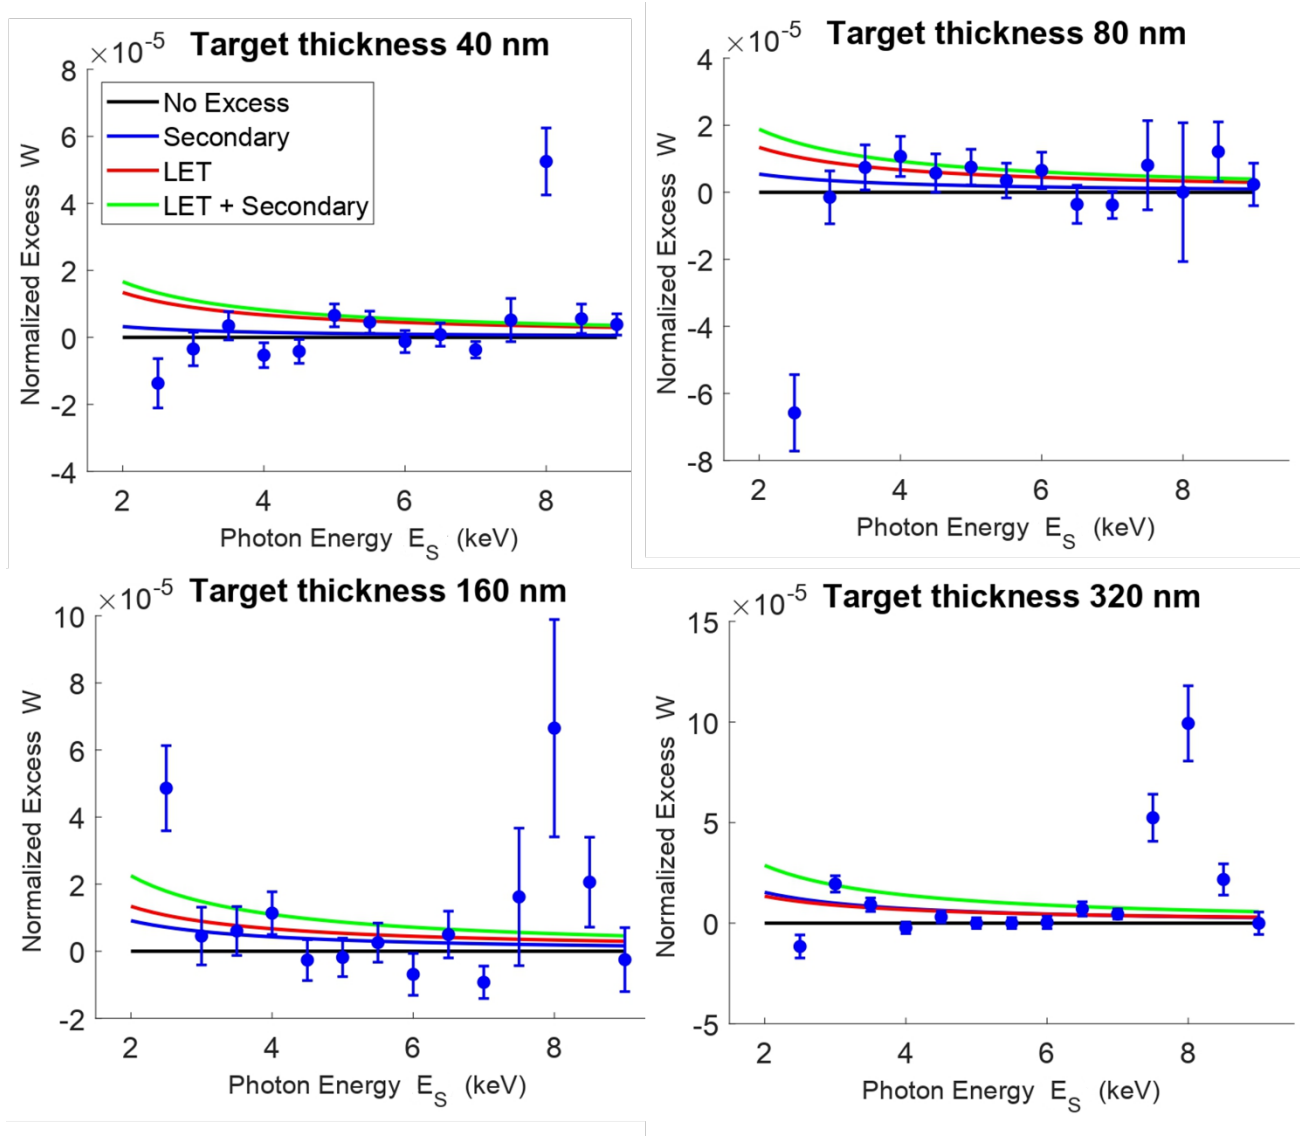 ×10^-5 Target thickness 40 nm
8
6
4
2
0
-2
-4
Normalized Excess W
No Excess
Secondary
LET
LET + Secondary
2 4 6 8
Photon Energy E_S (keV)
×10^-5 Target thickness 80 nm
4
2
0
-2
-4
-6
-8
Normalized Excess W
2 4 6 8
Photon Energy E_S (keV)
×10^-5 Target thickness 160 nm
10
8
6
4
2
0
-2
Normalized Excess W
2 4 6 8
Photon Energy E_S (keV)
×10^-5 Target thickness 320 nm
15
10
5
0
-5
Normalized Excess W
2 4 6 8
Photon Energy E_S (keV)